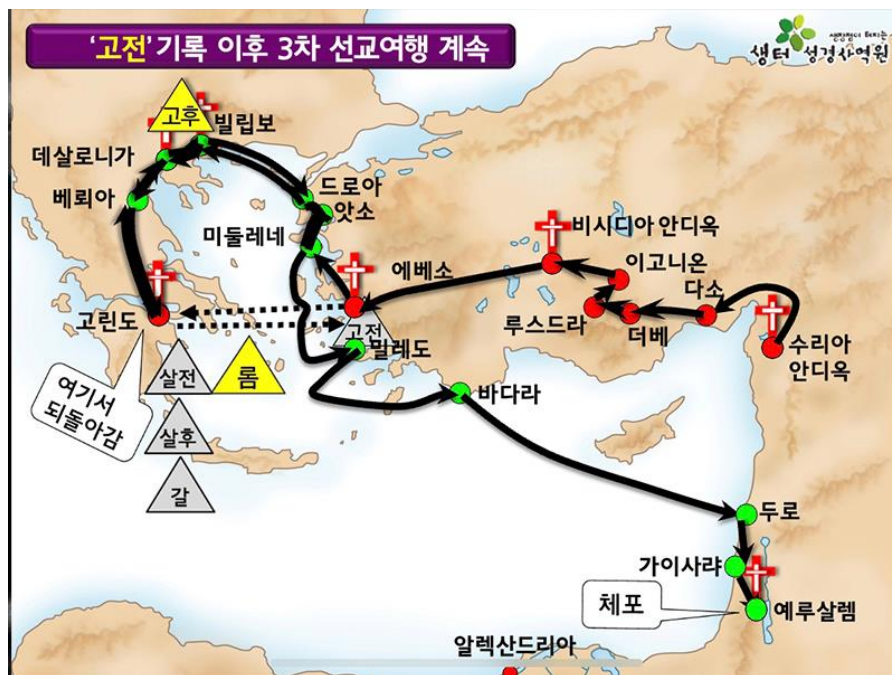 ‘고전’기록 이후 3차 선교여행 계속
생터 성경사역원
고후
빌립보
데살로니가
베뢰아
드로아
앗소
미둘레네
비시디아 안디옥
이고니온
에베소
다소
루스드라
더베
고린도
고전
수리아
안디옥
밀레도
살전
롬
바다라
여기서
되돌아감
살후
갈
두로
가이사랴
체포
예루살렘
알렉산드리아